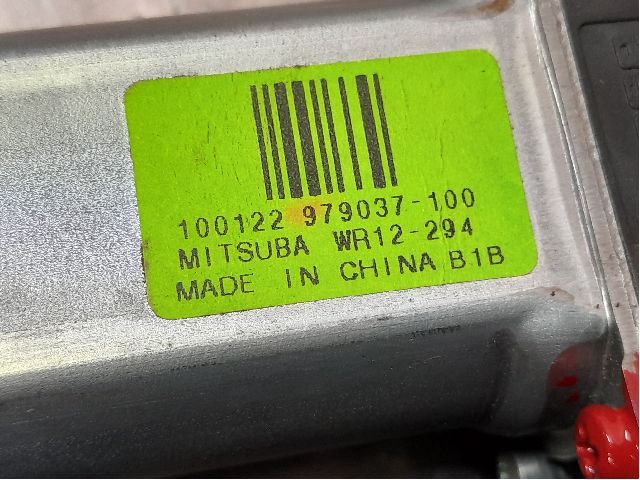 100122 979037-100
MITSUBA WR12-294
MADE IN CHINA B1B